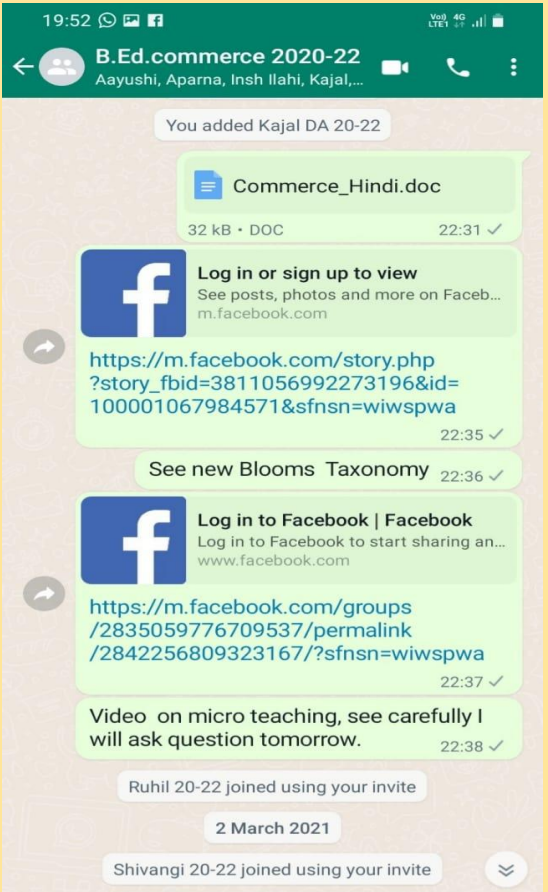 19:52
Voi) 4G
LTE1
B.Ed.commerce 2020-22
Aayushi, Aparna, Insh Ilahi, Kajal,...
You added Kajal DA 20-22
Commerce_Hindi.doc
32 kB • DOC 22:31
Log in or sign up to view
See posts, photos and more on Faceb...
m.facebook.com
https://m.facebook.com/story.php
?story_fbid=3811056992273196&id=
100001067984571&sfnsn=wiwspwa
22:35
See new Blooms Taxonomy 22:36
Log in to Facebook | Facebook
Log in to Facebook to start sharing an...
www.facebook.com
https://m.facebook.com/groups
/2835059776709537/permalink
/2842256809323167/?sfnsn=wiwspwa
22:37
Video on micro teaching, see carefully I
will ask question tomorrow. 22:38
Ruhil 20-22 joined using your invite
2 March 2021
Shivangi 20-22 joined using your invite